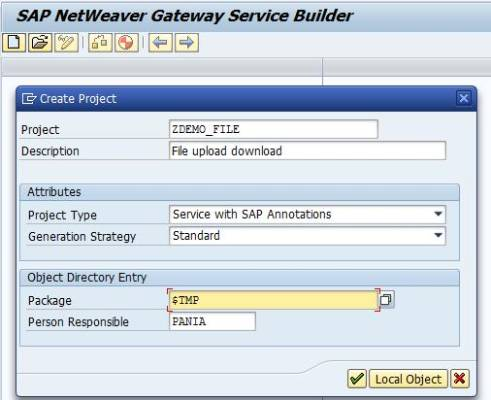 SAP NetWeaver Gateway Service Builder
Create Project
Project ZDEMO_FILE
Description File upload download
Attributes
Project Type Service with SAP Annotations
Generation Strategy Standard
Object Directory Entry
Package $TMP
Person Responsible PANIA
Local Object